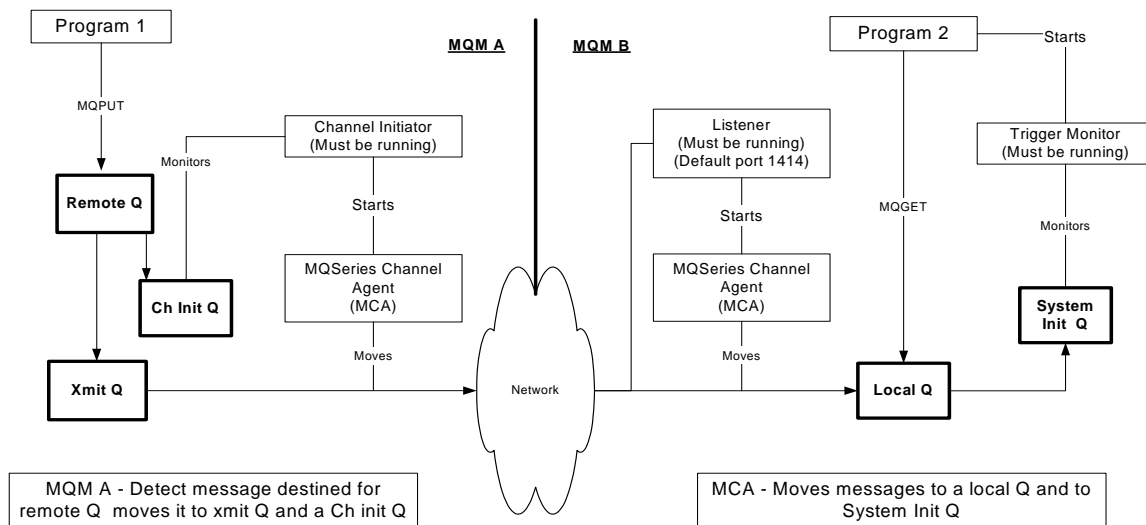 Program 1
MQM A
MQM B
Program 2
Starts
MQPUT
Channel Initiator
(Must be running)
Listener
(Must be running)
(Default port 1414)
Trigger Monitor
(Must be running)
Monitors
Remote Q
Starts
Starts
MQGET
Monitors
Ch Init Q
MQSeries Channel
Agent
(MCA)
MQSeries Channel
Agent
(MCA)
System
Init Q
Moves
Moves
Xmit Q
Network
Local Q
MQM A - Detect message destined for
remote Q moves it to xmit Q and a Ch init Q
MCA - Moves messages to a local Q and to
System Init Q